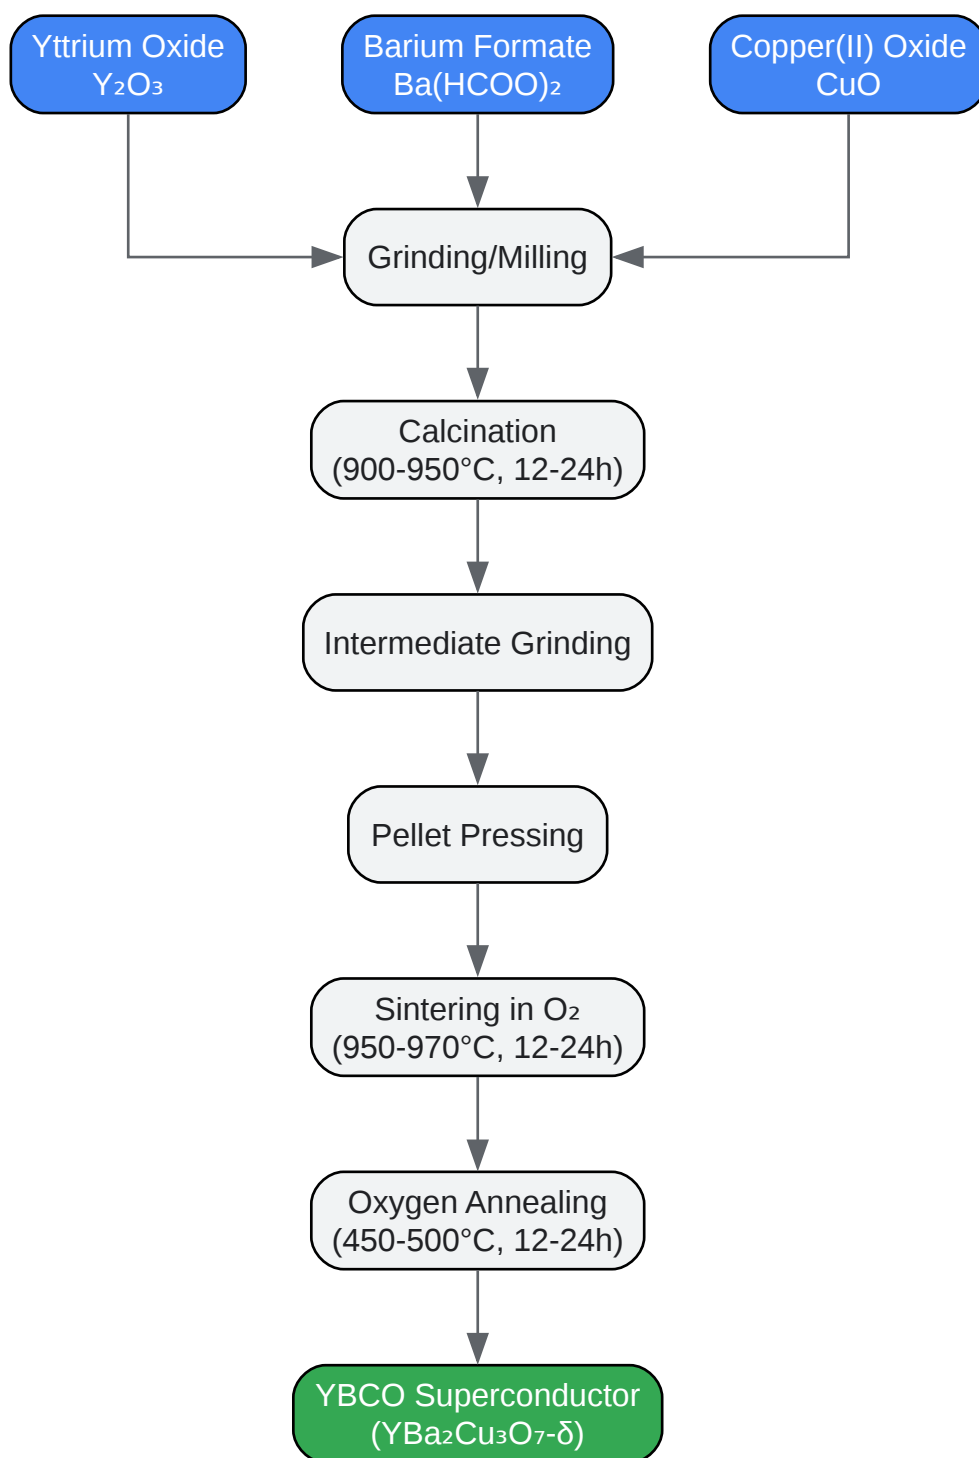 Yttrium Oxide
Y₂O₃
Barium Formate
Ba(HCOO)₂
Copper(II) Oxide
CuO
Grinding/Milling
Calcination
(900-950°C, 12-24h)
Intermediate Grinding
Pellet Pressing
Sintering in O₂
(950-970°C, 12-24h)
Oxygen Annealing
(450-500°C, 12-24h)
YBCO Superconductor
(YBa₂Cu₃O₇-δ)